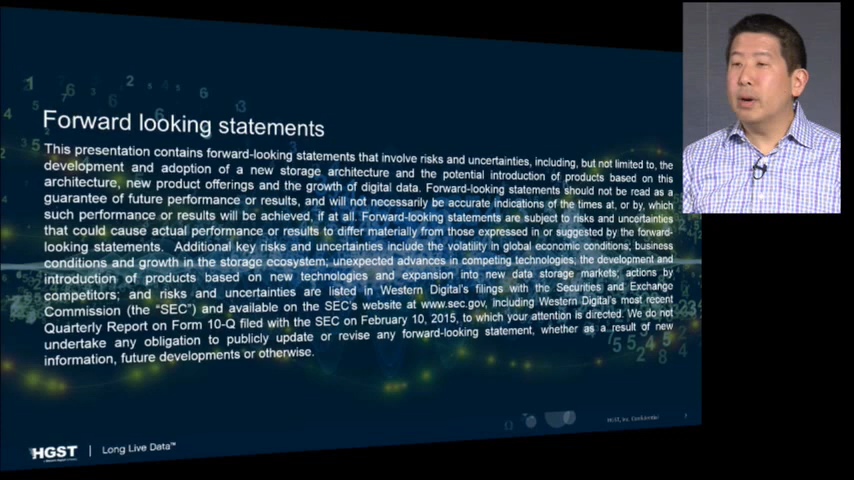 Forward looking statements
This presentation contains forward-looking statements that involve risks and uncertainties, including, but not limited to, the
development and adoption of a new storage architecture and the potential introduction of products based on this
architecture, new product offerings and the growth of digital data. Forward-looking statements should not be read as a
guarantee of future performance or results, and will not necessarily be accurate indications of the times at, or by, which
such performance or results will be achieved, if at all. Forward-looking statements are subject to risks and uncertainties
that could cause actual performance or results to differ materially from those expressed in or suggested by the forward-
looking statements. Additional key risks and uncertainties include the volatility in global economic conditions; business
conditions and growth in the storage ecosystem; unexpected advances in competing technologies; the development and
introduction of products based on new technologies and expansion into new data storage markets; actions by
competitors; and risks and uncertainties are listed in Western Digital's filings with the Securities and Exchange
Commission (the “SEC”) and available on the SEC's website at www.sec.gov, including Western Digital's most recent
Quarterly Report on Form 10-Q filed with the SEC on February 10, 2015, to which your attention is directed. We do not
undertake any obligation to publicly update or revise any forward-looking statement, whether as a result of new
information, future developments or otherwise.
HGST, Inc. Confidential
HGST | Long Live Data™